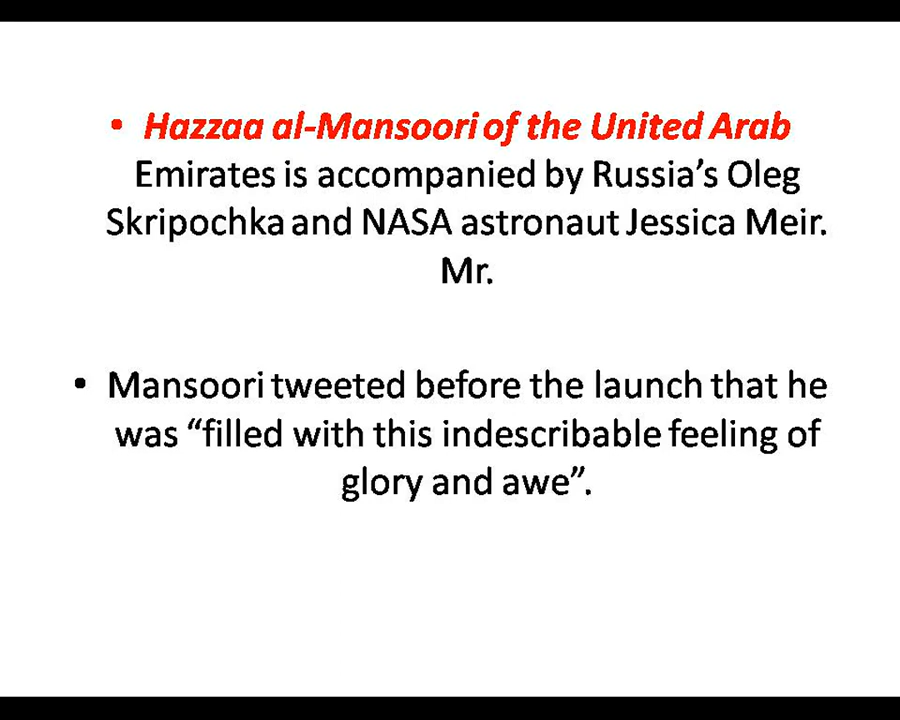 • Hazzaa al-Mansoori of the United Arab
Emirates is accompanied by Russia’s Oleg
Skripochka and NASA astronaut Jessica Meir.
Mr.
• Mansoori tweeted before the launch that he
was “filled with this indescribable feeling of
glory and awe”.